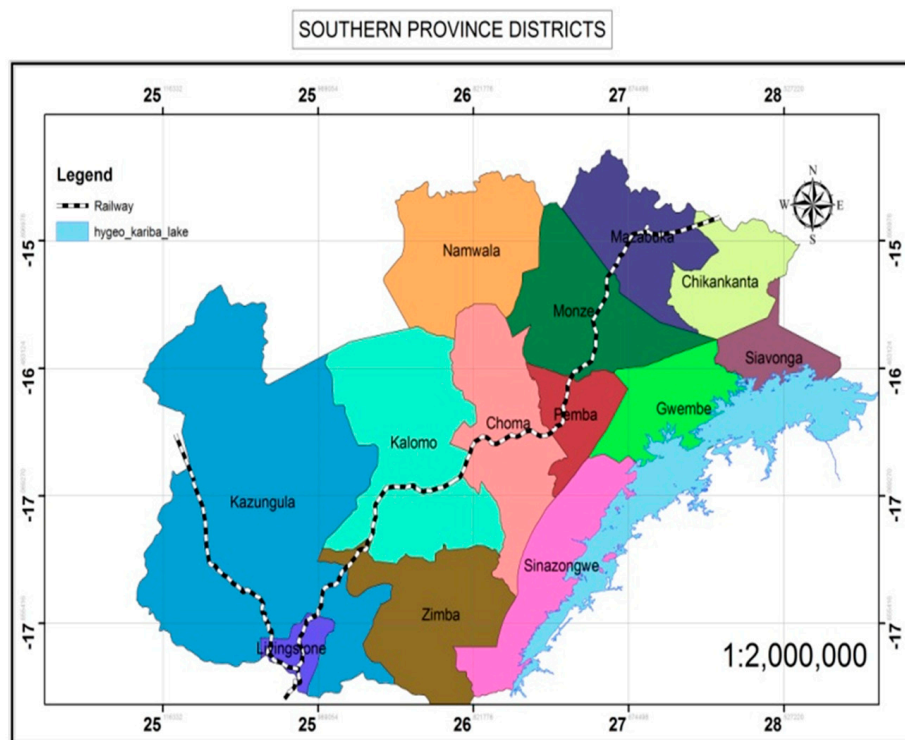 SOUTHERN PROVINCE DISTRICTS
25 25 26 27 28
Legend
Railway
hygeo_kariba_lake
N
W E
S
-15 -15
Mazabuka
Namwala
Chikankanta
Monze
Siavonga
-16 -16
Pemba
Gwembe
Choma
Kalomo
-17 -17
Kazungula
Sinazongwe
Zimba
-17 -17
Livingstone
1:2,000,000
25 25 26 27 28